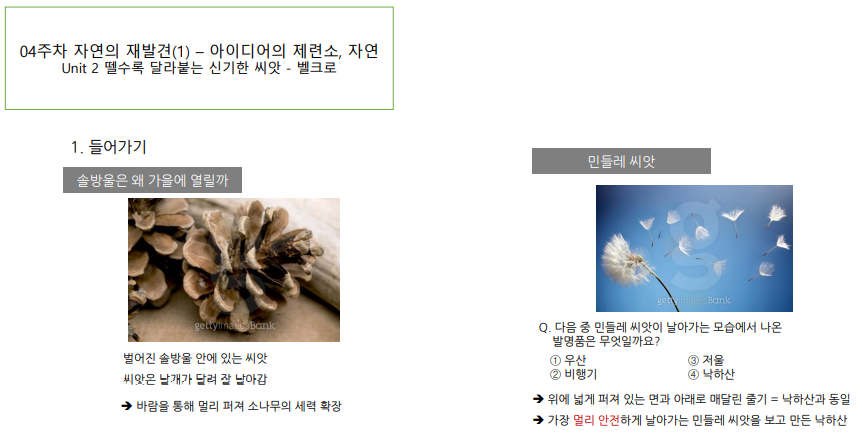 04주차 자연의 재발견(1) – 아이디어의 제련소, 자연
Unit 2 뗄수록 달라붙는 신기한 씨앗 - 벨크로
1. 들어가기
솔방울은 왜 가을에 열릴까
gettyimagesBank
벌어진 솔방울 안에 있는 씨앗
씨앗은 날개가 달려 잘 날아감
➔ 바람을 통해 멀리 퍼져 소나무의 세력 확장
민들레 씨앗
gettyimagesBank
Q. 다음 중 민들레 씨앗이 날아가는 모습에서 나온
발명품은 무엇일까요?
① 우산
③ 저울
② 비행기
④ 낙하산
➔ 위에 넓게 퍼져 있는 면과 아래로 매달린 줄기 = 낙하산과 동일
➔ 가장 멀리 안전하게 날아가는 민들레 씨앗을 보고 만든 낙하산